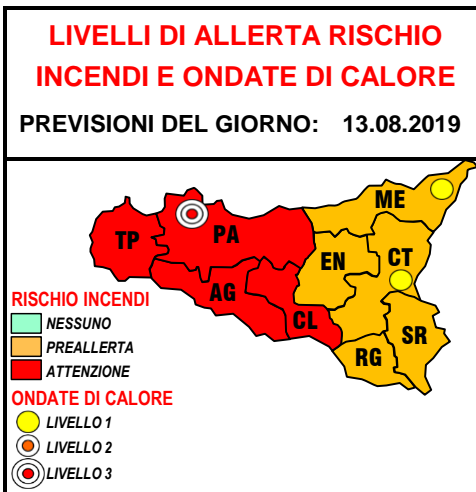 LIVELLI DI ALLERTA RISCHIO
INCENDI E ONDATE DI CALORE
PREVISIONI DEL GIORNO: 13.08.2019
ME
TP
PA
EN
CT
AG
CL
SR
RG
RISCHIO INCENDI
NESSUNO
PREALLERTA
ATTENZIONE
ONDATE DI CALORE
LIVELLO 1
LIVELLO 2
LIVELLO 3